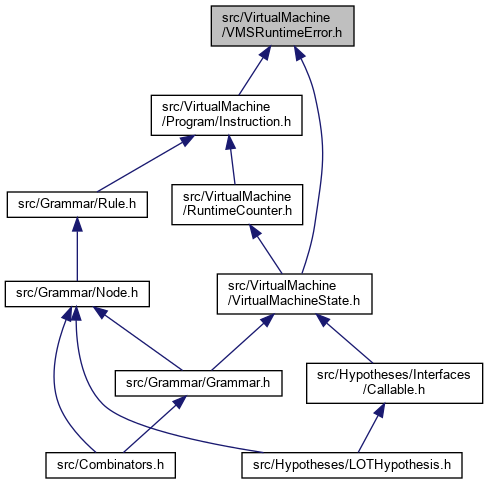 src/VirtualMachine
/VMSRuntimeError.h
src/VirtualMachine
/Program/Instruction.h
src/Grammar/Rule.h
src/VirtualMachine
/RuntimeCounter.h
src/Grammar/Node.h
src/VirtualMachine
/VirtualMachineState.h
src/Grammar/Grammar.h
src/Hypotheses/Interfaces
/Callable.h
src/Combinators.h
src/Hypotheses/LOTHypothesis.h